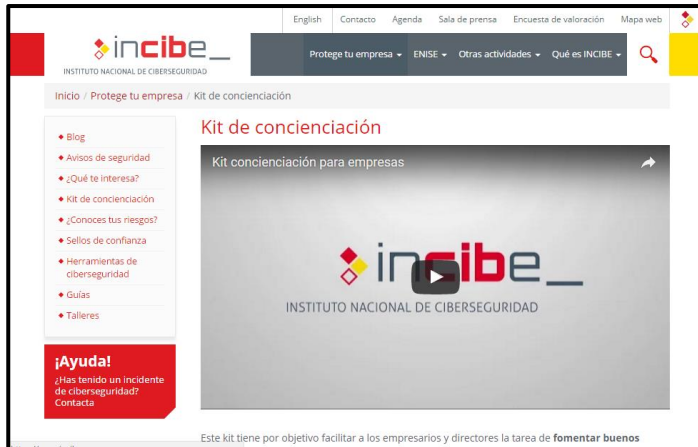 English Contacto Agenda Sala de prensa Encuesta de valoración Mapa web
incibe_
INSTITUTO NACIONAL DE CIBERSEGURIDAD
Protege tu empresa ENISE Otras actividades Qué es INCIBE
Inicio / Protege tu empresa / Kit de concienciación
Blog
Avisos de seguridad
¿Qué te interesa?
Kit de concienciación
¿Conoces tus riesgos?
Sellos de confianza
Herramientas de
ciberseguridad
Guías
Talleres
¡Ayuda!
¿Has tenido un incidente
de ciberseguridad?
Contacta
Kit de concienciación
Kit concienciación para empresas
incibe_
INSTITUTO NACIONAL DE CIBERSEGURIDAD
Este kit tiene por objetivo facilitar a los empresarios y directores la tarea de fomentar buenos